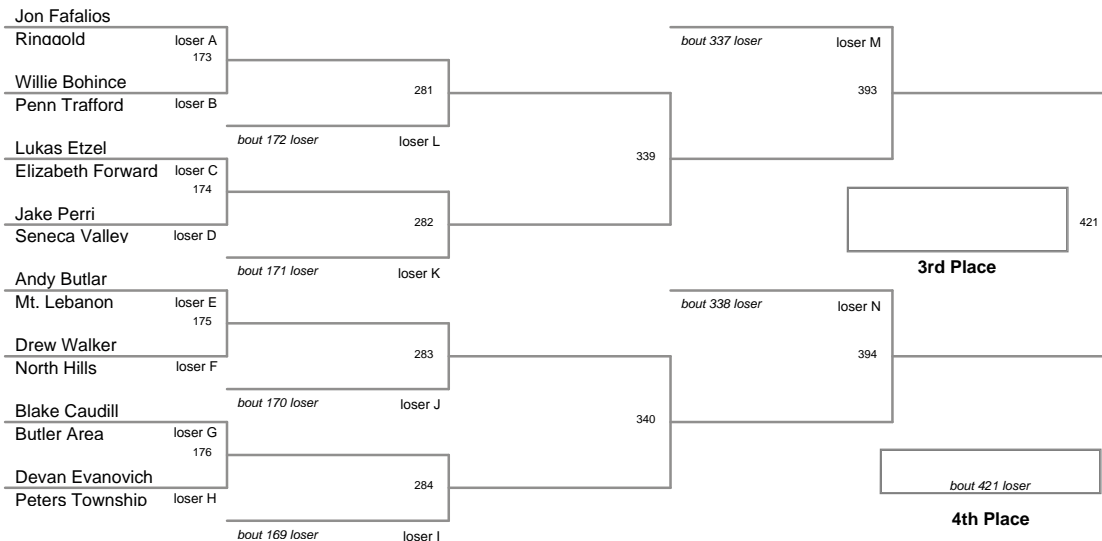 Jon Fafalios
Ringgold loser A
173
Willie Bohince
Penn Trafford loser B
Lukas Etzel
Elizabeth Forward loser C
174
Jake Perri
Seneca Valley loser D
Andy Butlar
Mt. Lebanon loser E
175
Drew Walker
North Hills loser F
Blake Caudill
Butler Area loser G
176
Devan Evanovich
Peters Township loser H
281
bout 172 loser loser L
282
bout 171 loser loser K
283
bout 170 loser loser J
284
bout 169 loser loser I
339
340
bout 337 loser loser M
393
421
3rd Place
bout 338 loser loser N
394
bout 421 loser
4th Place